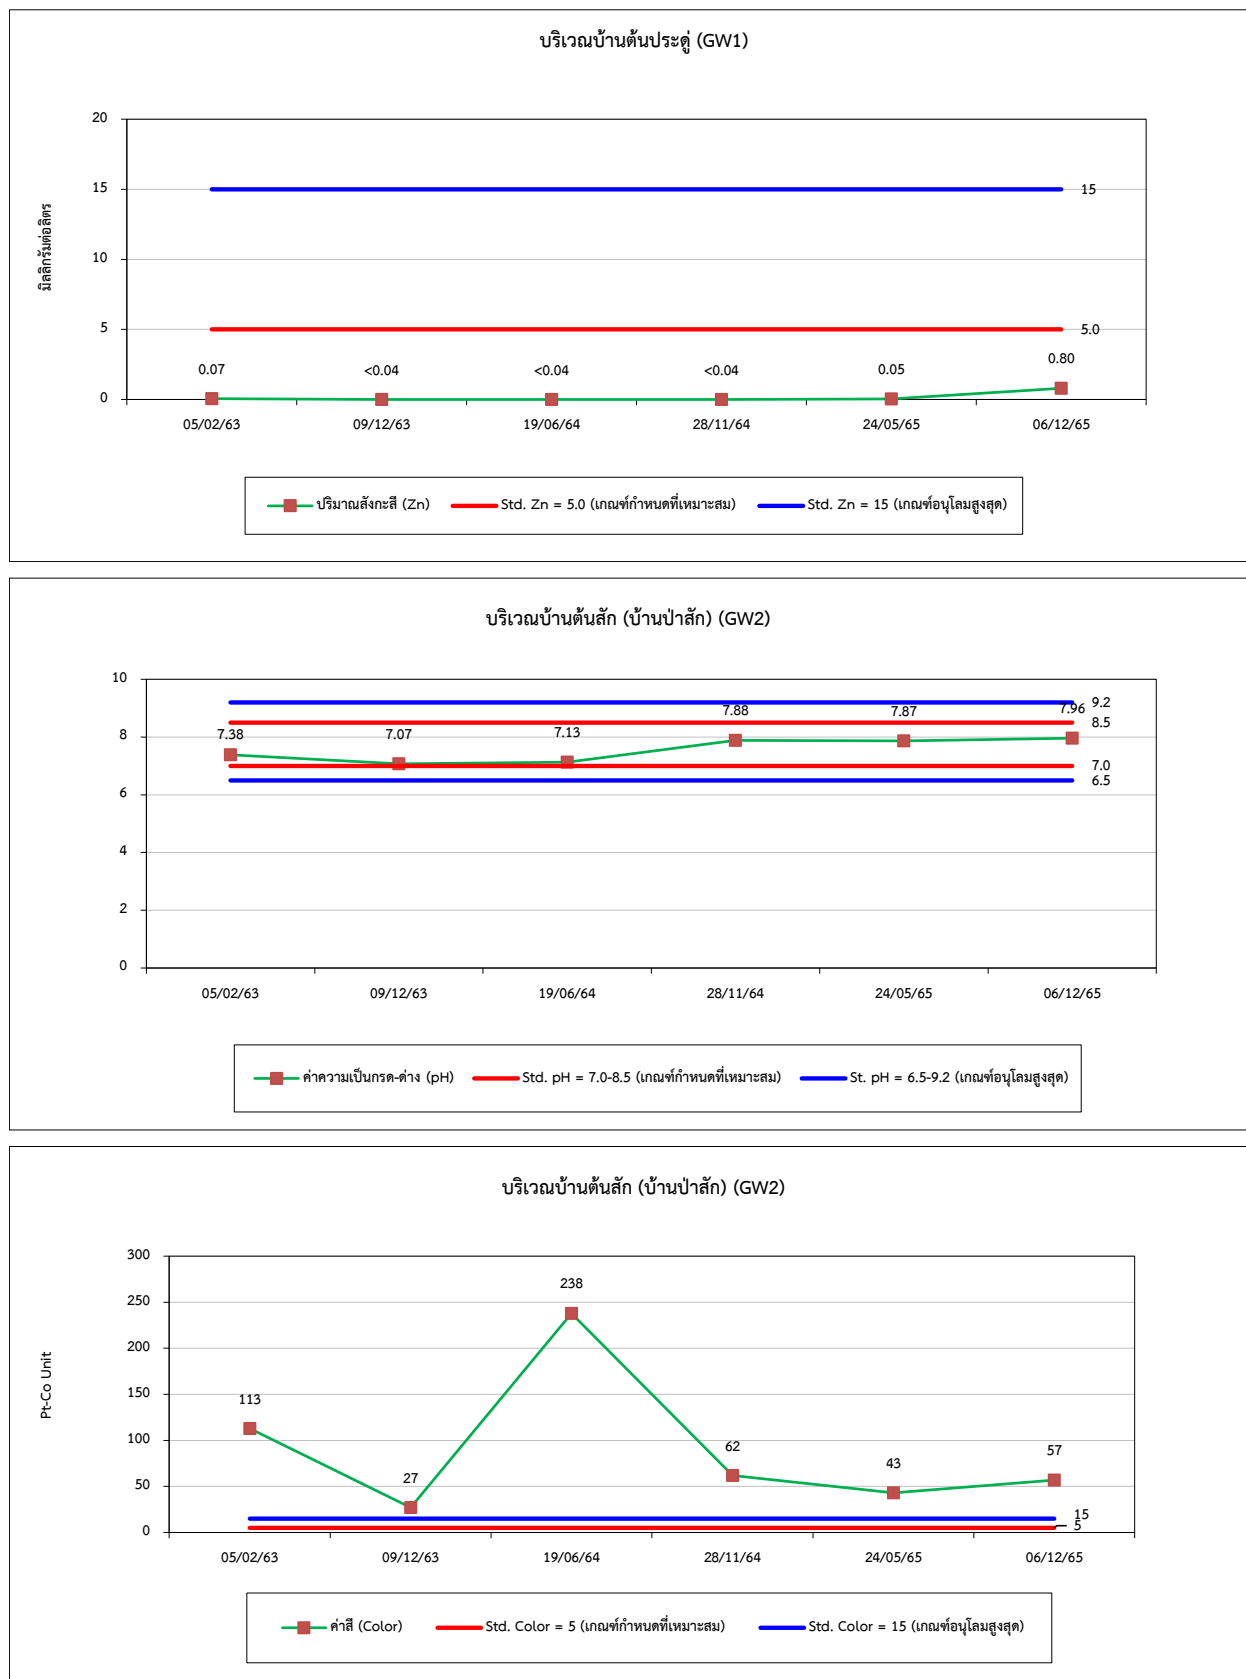 บริเวณบ้านต้นประดู่ (GW1)
มิลลิกรัมต่อลิตร
20
15
10
5
0
15
5.0
0.07 <0.04 <0.04 <0.04 0.05 0.80
05/02/63 09/12/63 19/06/64 28/11/64 24/05/65 06/12/65
ปริมาณสังกะสี (Zn) Std. Zn = 5.0 (เกณฑ์กำหนดที่เหมาะสม) Std. Zn = 15 (เกณฑ์อนุโลมสูงสุด)
บริเวณบ้านต้นสัก (บ้านป่าสัก) (GW2)
10
8
6
4
2
0
9.2
8.5
7.0
6.5
7.38 7.07 7.13 7.88 7.87 7.96
05/02/63 09/12/63 19/06/64 28/11/64 24/05/65 06/12/65
ค่าความเป็นกรด-ด่าง (pH) Std. pH = 7.0-8.5 (เกณฑ์กำหนดที่เหมาะสม) St. pH = 6.5-9.2 (เกณฑ์อนุโลมสูงสุด)
บริเวณบ้านต้นสัก (บ้านป่าสัก) (GW2)
Pt-Co Unit
300
250
200
150
100
50
0
113 27 238 62 43 57
15
5
05/02/63 09/12/63 19/06/64 28/11/64 24/05/65 06/12/65
ค่าสี (Color) Std. Color = 5 (เกณฑ์กำหนดที่เหมาะสม) Std. Color = 15 (เกณฑ์อนุโลมสูงสุด)